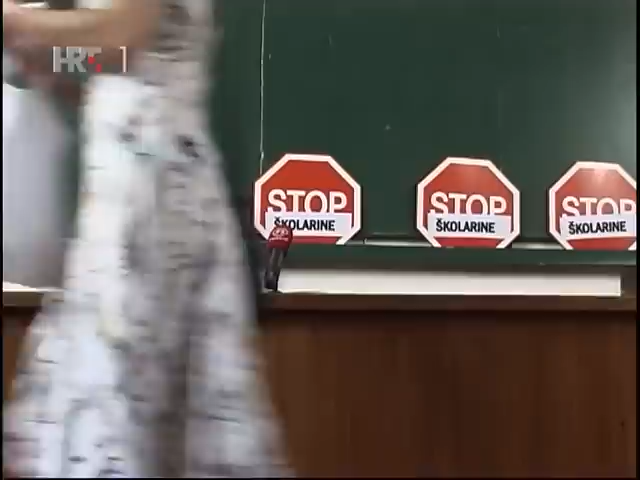 HRT 1
STOP
ŠKOLARINE
STOP
ŠKOLARINE
STOP
ŠKOLARINE